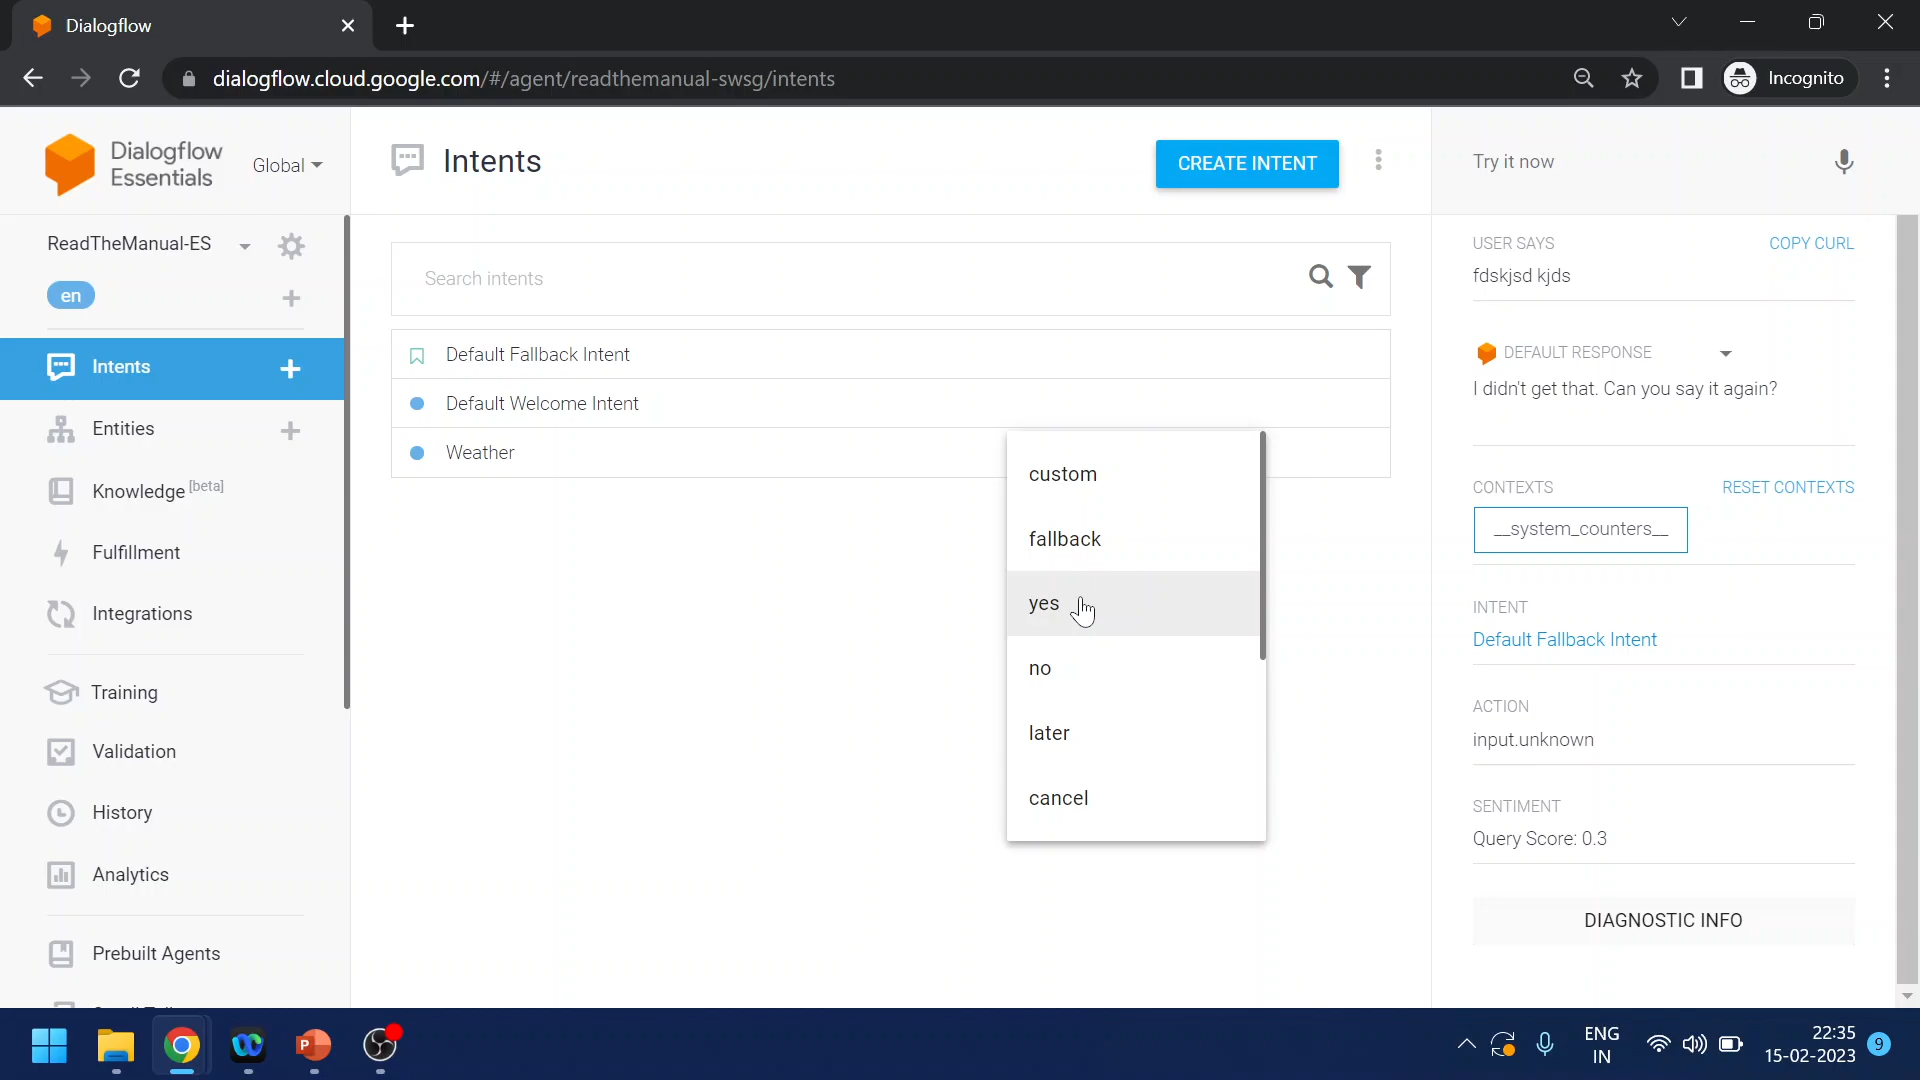 Dialogflow
dialogflow.cloud.google.com/#/agent/readthemanual-swsg/intents
Incognito
Dialogflow
Essentials
Global
ReadTheManual-ES
en
Intents
Entities
Knowledge [beta]
Fulfillment
Integrations
Training
Validation
History
Analytics
Prebuilt Agents
Intents
CREATE INTENT
Search intents
Default Fallback Intent
Default Welcome Intent
Weather
custom
fallback
yes
no
later
cancel
Try it now
USER SAYS
COPY CURL
fdskjsd kjds
DEFAULT RESPONSE
I didn't get that. Can you say it again?
CONTEXTS
RESET CONTEXTS
__system_counters__
INTENT
Default Fallback Intent
ACTION
input.unknown
SENTIMENT
Query Score: 0.3
DIAGNOSTIC INFO
ENG
IN
22:35
15-02-2023
9